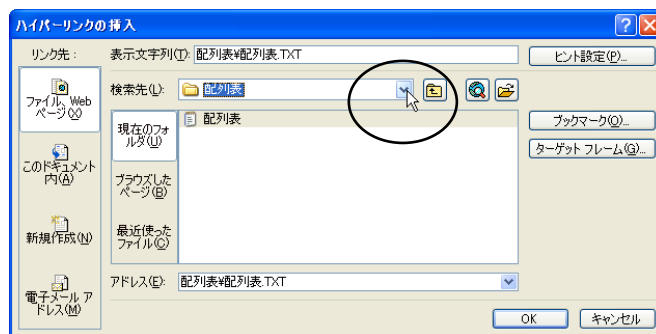 ハイパーリンクの挿入
リンク先:
表示文字列(T): 配列表¥配列表.TXT
ヒント設定(P)...
ファイル、Web
ページ(X)
検索先(L):
配列表
現在のフォ
ルダ(U)
配列表
ブックマーク(O)...
ターゲット フレーム(G)...
このドキュメント
内(A)
ブラウズした
ページ(B)
新規作成(N)
最近使った
ファイル(C)
電子メール ア
ドレス(M)
アドレス(E): 配列表¥配列表.TXT
OK
キャンセル